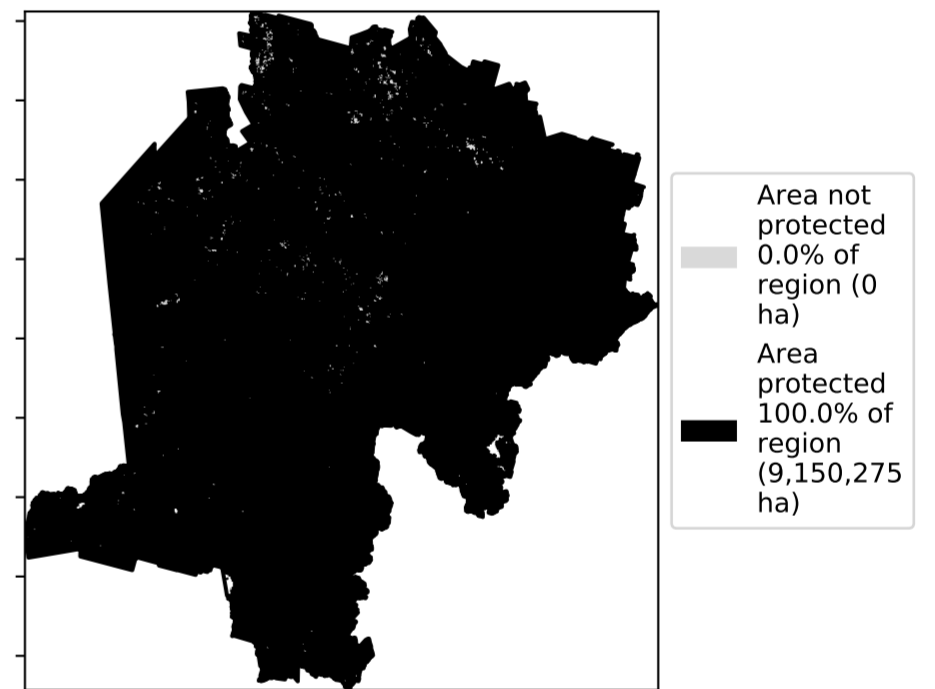 Area not
protected
0.0% of
region (0
ha)
Area
protected
100.0% of
region
(9,150,275
ha)